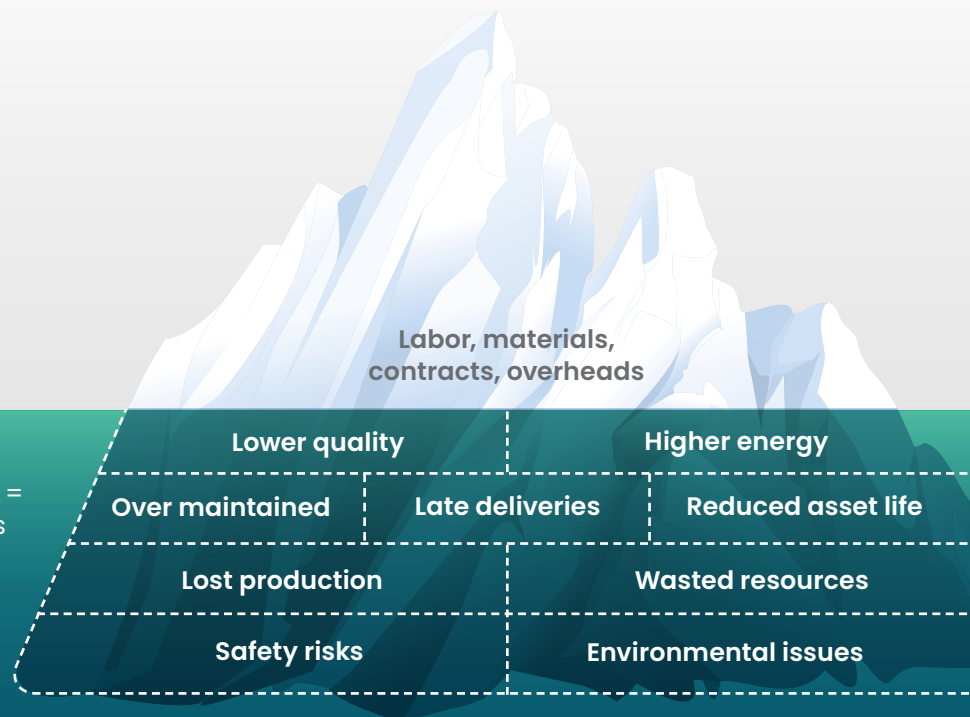 Labor, materials,
contracts, overheads
Lower quality
Higher energy
=
Over maintained
Late deliveries
Reduced asset life
Lost production
Wasted resources
Safety risks
Environmental issues